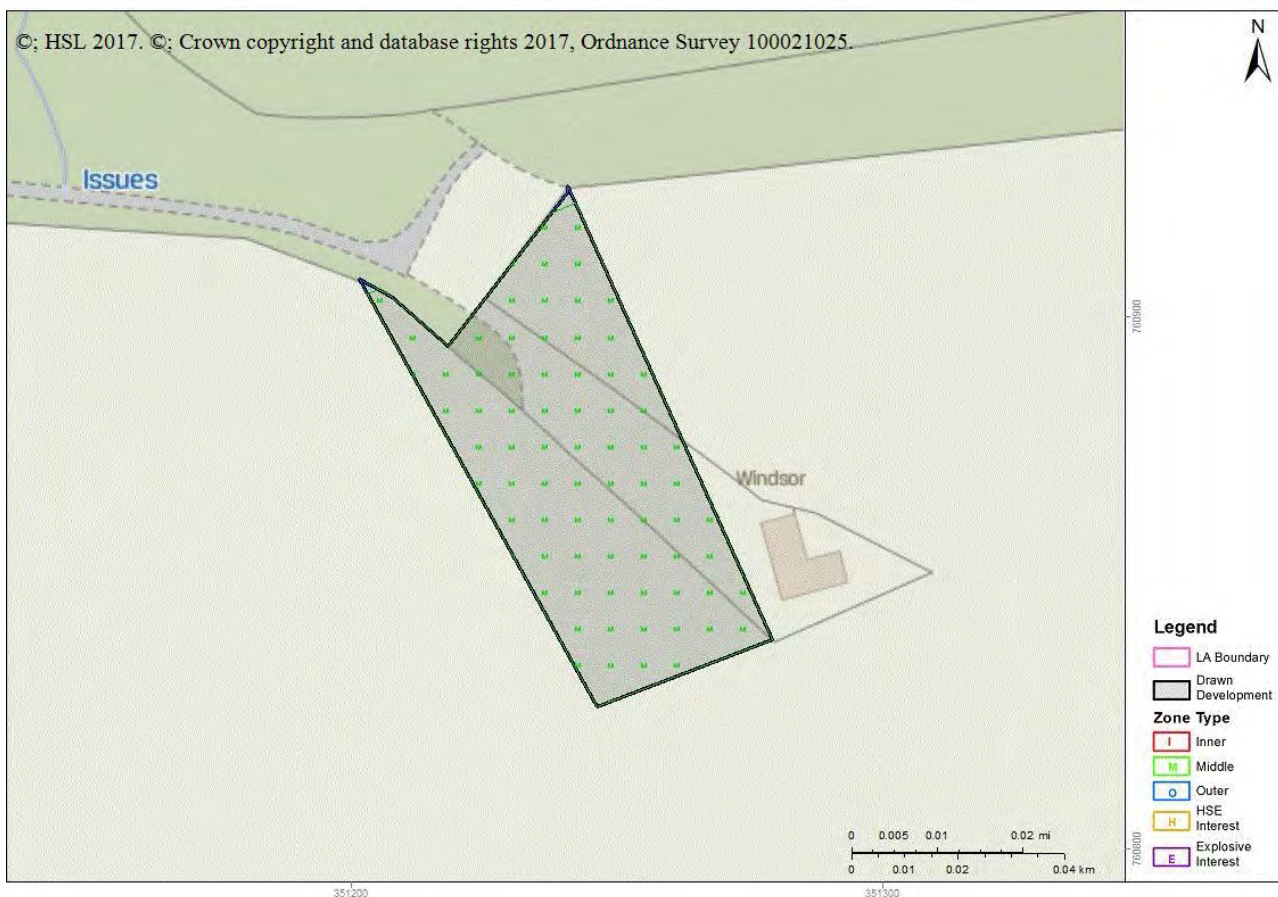 ©; HSL 2017. ©; Crown copyright and database rights 2017, Ordnance Survey 100021025.
N
Issues
760900
Windsor
Legend
LA Boundary
Drawn
Development
Zone Type
I Inner
M Middle
O Outer
H HSE
Interest
E Explosive
Interest
0 0.005 0.01 0.02 mi
0 0.01 0.02 0.04 km
760800
351200 351300